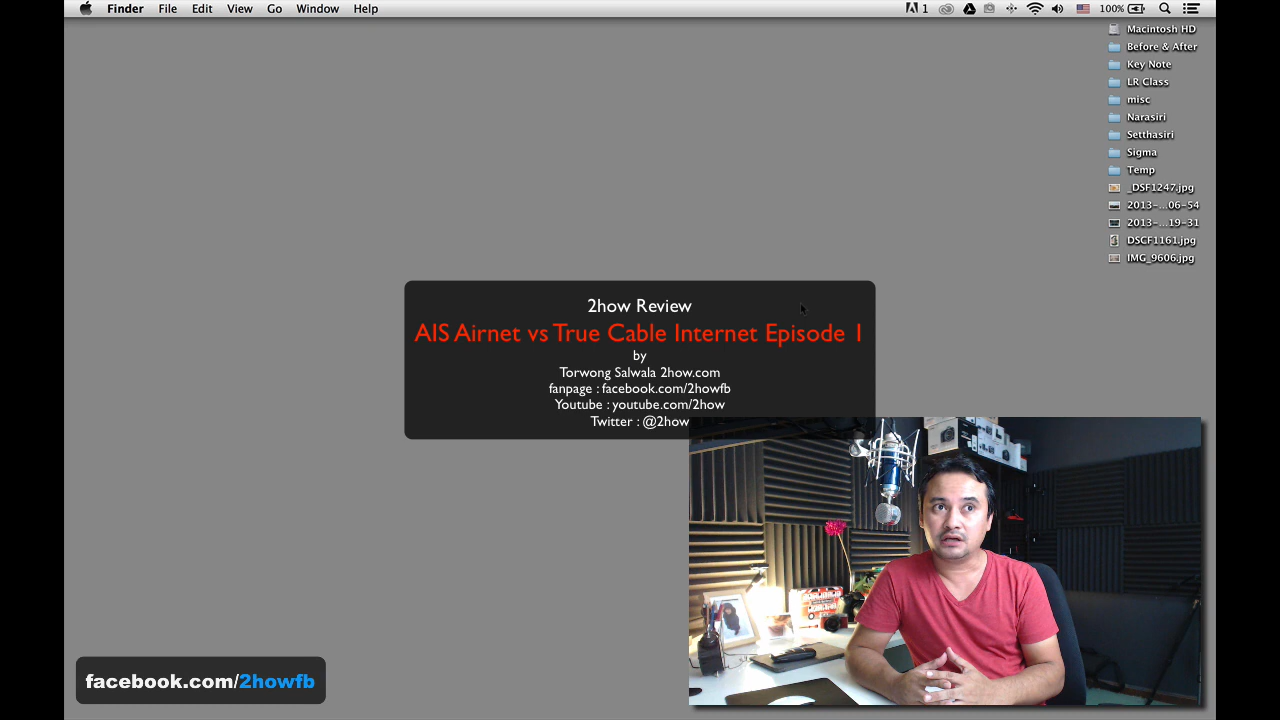 Finder File Edit View Go Window Help
1 100%
Macintosh HD
Before & After
Key Note
LR Class
misc
Narasiri
Setthasiri
Sigma
Temp
_DSF1247.jpg
2013-...06-54
2013-...19-31
DSCF1161.jpg
IMG_9606.jpg
2how Review
AIS Airnet vs True Cable Internet Episode 1
by
Torwong Salwala 2how.com
fanpage : facebook.com/2howfb
Youtube : youtube.com/2how
Twitter : @2how
facebook.com/2howfb